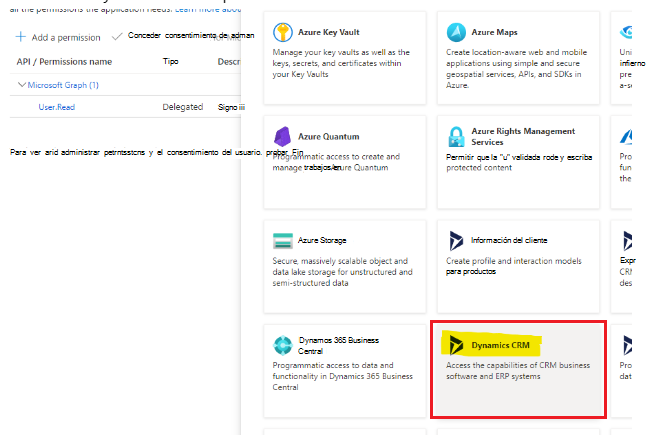 all the permissions the application needs. Learn more about
Add a permission
Conceder consentimiento de adman
API / Permissions name
Tipo
Descr
Microsoft Graph (1)
User.Read
Delegated
Signo
Para ver arid administrar petrntsstcns y el consentimiento del usuario. probar Ein
Azure Key Vault
Manage your key vaults as well as the
keys, secrets, and certificates within
your Key Vaults
Azure Maps
Create location-aware web and mobile
applications using simple and secure
geospatial services, APIs, and SDKs in
Azure.
Uni
infierno
pre
a-s
Azure Quantum
Programmatic access to create and
manage trabajos en Azure Quantum
Azure Rights Management
Services
Permitir que la "u" validada rode y escriba
protected content
Pro
fun
the
Azure Storage
Secure, massively scalable object and
data lake storage for unstructured and
semi-structured data
Información del cliente
Create profile and interaction models
para productos
Expr
CRM
des
Dynamos 365 Business
Central
Programmatic access to data and
functionality in Dynamics 365 Business
Central
Dynamics CRM
Access the capabilities of CRM business
software and ERP systems
Pro
dat